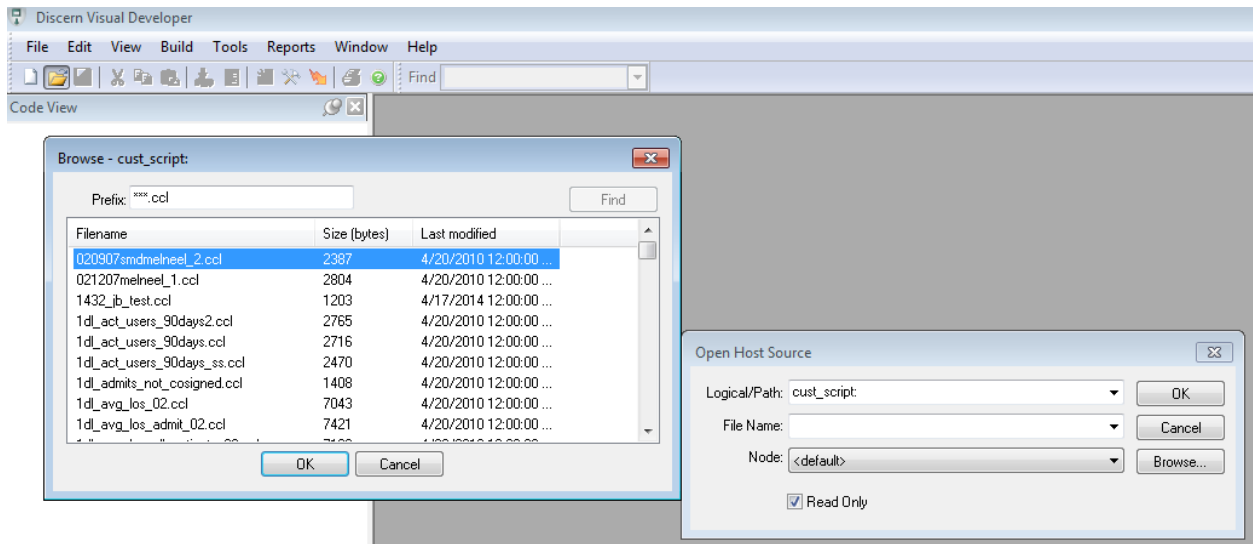 Discern Visual Developer
File Edit View Build Tools Reports Window Help
Find
Code View
Browse - cust_script:
Prefix: ***.ccl Find
Filename Size (bytes) Last modified
020907smdmelneel_2.ccl 2387 4/20/2010 12:00:00 ...
021207melneel_1.ccl 2804 4/20/2010 12:00:00 ...
1432_jb_test.ccl 1203 4/17/2014 12:00:00 ...
1dl_act_users_90days2.ccl 2765 4/20/2010 12:00:00 ...
1dl_act_users_90days.ccl 2716 4/20/2010 12:00:00 ...
1dl_act_users_90days_ss.ccl 2470 4/20/2010 12:00:00 ...
1dl_admits_not_cosigned.ccl 1408 4/20/2010 12:00:00 ...
1dl_avg_los_02.ccl 7043 4/20/2010 12:00:00 ...
1dl_avg_los_admit_02.ccl 7421 4/20/2010 12:00:00 ...
OK Cancel
Open Host Source
Logical/Path: cust_script: OK
File Name: Cancel
Node: <default> Browse...
Read Only